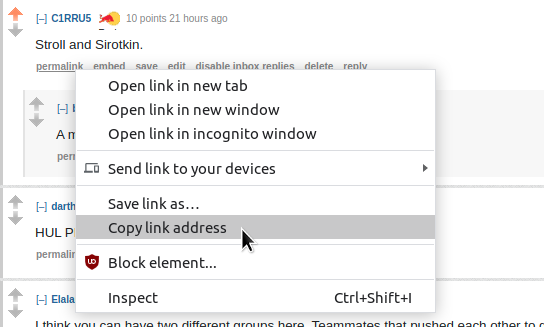 [–] C1RRU5 10 points 21 hours ago
Stroll and Sirotkin.
permalink embed save edit disable inbox replies delete reply
Open link in new tab
Open link in new window
Open link in incognito window
Send link to your devices
Save link as…
Copy link address
Block element...
Inspect Ctrl+Shift+I
[–]
A
[–] darth
HUL
[–] Elala
I think you can have two different groups here. Teammates that pushed each other to